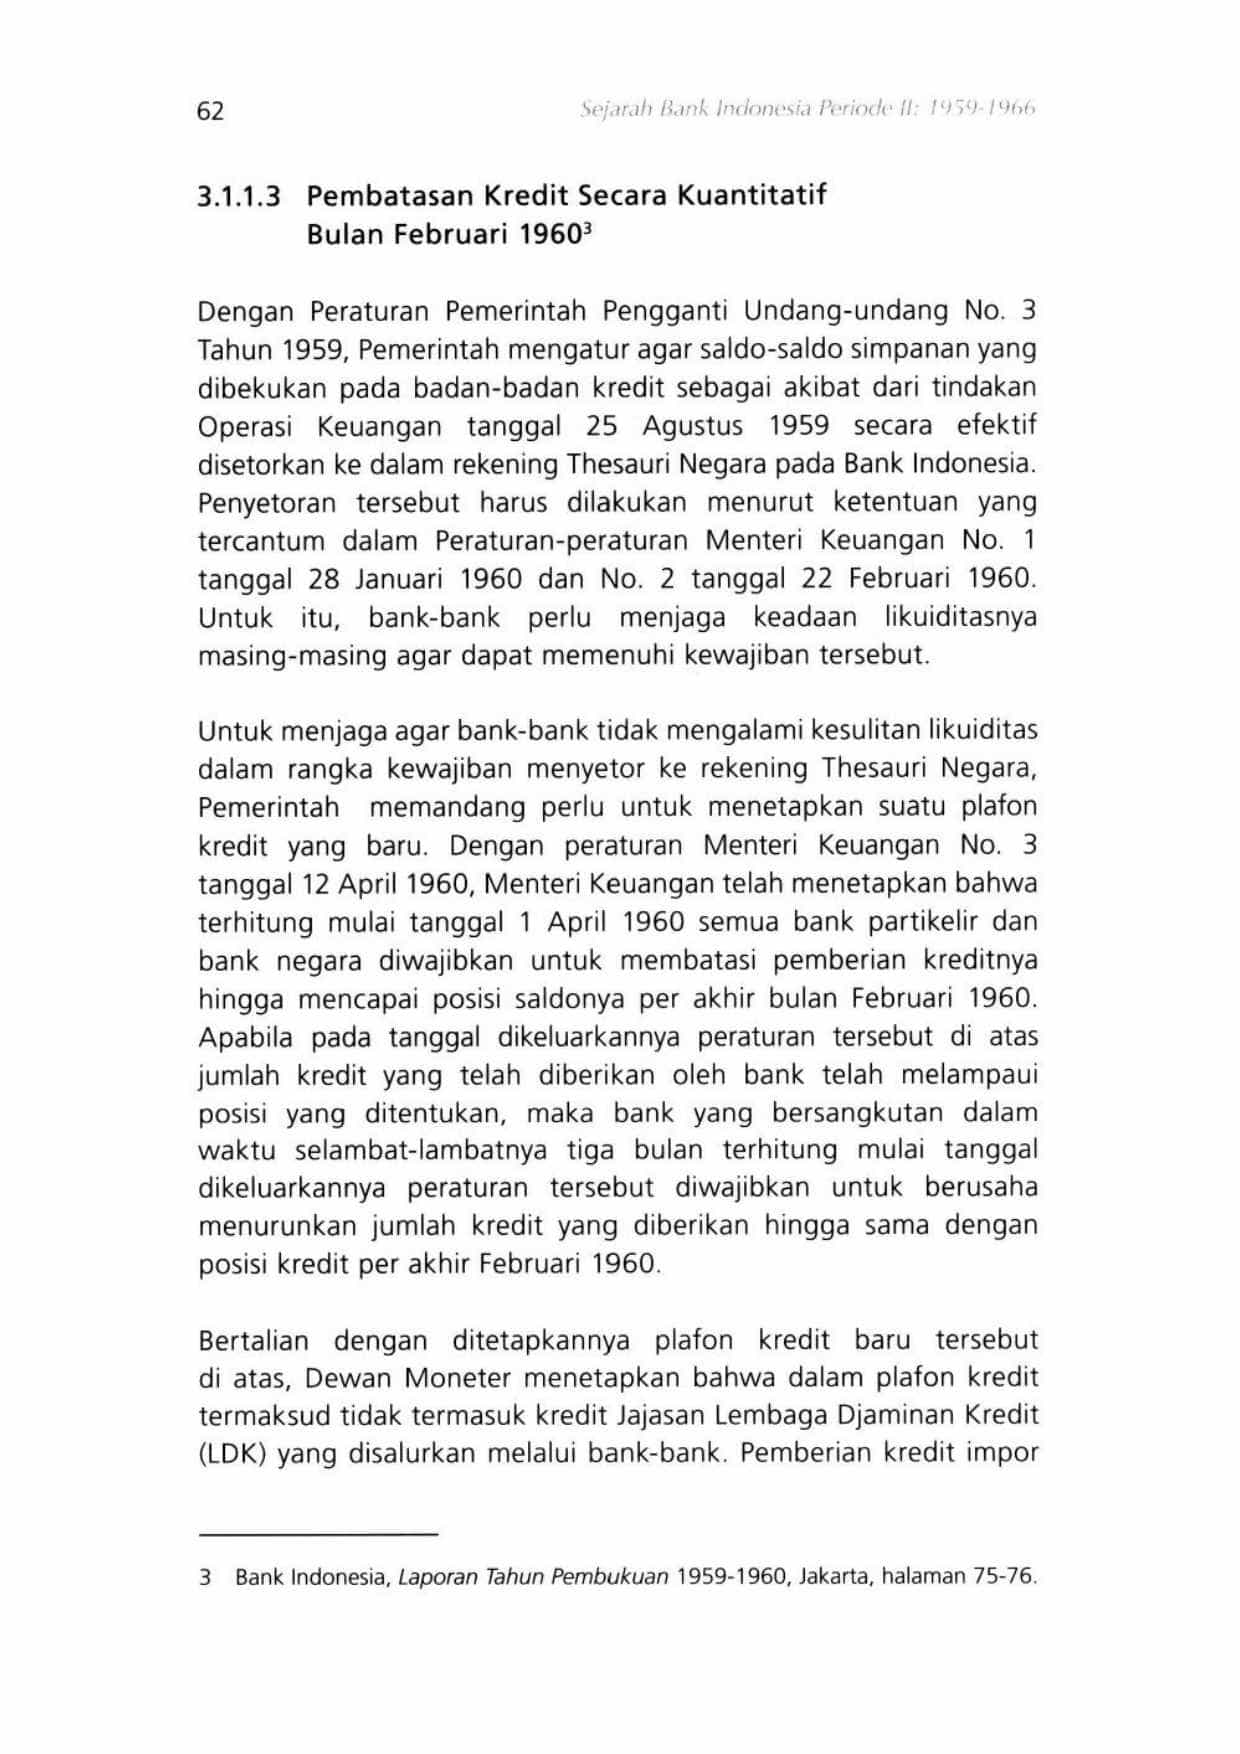 62
Sejarah Bank Indonesia Periode II: 1959-1966
3.1.1.3 Pembatasan Kredit Secara Kuantitatif
Bulan Februari 1960³
Dengan Peraturan Pemerintah Pengganti Undang-undang No. 3
Tahun 1959, Pemerintah mengatur agar saldo-saldo simpanan yang
dibekukan pada badan-badan kredit sebagai akibat dari tindakan
Operasi Keuangan tanggal 25 Agustus 1959 secara efektif
disetorkan ke dalam rekening Thesauri Negara pada Bank Indonesia.
Penyetoran tersebut harus dilakukan menurut ketentuan yang
tercantum dalam Peraturan-peraturan Menteri Keuangan No. 1
tanggal 28 Januari 1960 dan No. 2 tanggal 22 Februari 1960.
Untuk itu, bank-bank perlu menjaga keadaan likuiditasnya
masing-masing agar dapat memenuhi kewajiban tersebut.
Untuk menjaga agar bank-bank tidak mengalami kesulitan likuiditas
dalam rangka kewajiban menyetor ke rekening Thesauri Negara,
Pemerintah memandang perlu untuk menetapkan suatu plafon
kredit yang baru. Dengan peraturan Menteri Keuangan No. 3
tanggal 12 April 1960, Menteri Keuangan telah menetapkan bahwa
terhitung mulai tanggal 1 April 1960 semua bank partikelir dan
bank negara diwajibkan untuk membatasi pemberian kreditnya
hingga mencapai posisi saldonya per akhir bulan Februari 1960.
Apabila pada tanggal dikeluarkannya peraturan tersebut di atas
jumlah kredit yang telah diberikan oleh bank telah melampaui
posisi yang ditentukan, maka bank yang bersangkutan dalam
waktu selambat-lambatnya tiga bulan terhitung mulai tanggal
dikeluarkannya peraturan tersebut diwajibkan untuk berusaha
menurunkan jumlah kredit yang diberikan hingga sama dengan
posisi kredit per akhir Februari 1960.
Bertalian dengan ditetapkannya plafon kredit baru tersebut
di atas, Dewan Moneter menetapkan bahwa dalam plafon kredit
termaksud tidak termasuk kredit Jajasan Lembaga Djaminan Kredit
(LDK) yang disalurkan melalui bank-bank. Pemberian kredit impor
3 Bank Indonesia, Laporan Tahun Pembukuan 1959-1960, Jakarta, halaman 75-76.